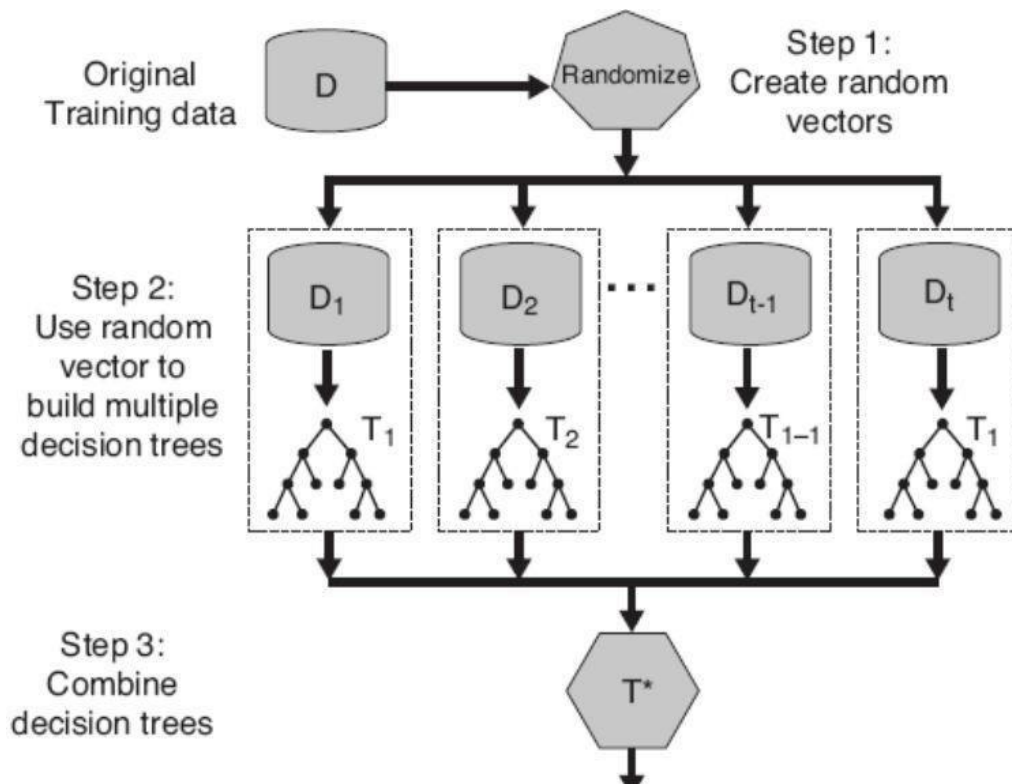 Original
Training data
D
Randomize
Step 1:
Create random
vectors
Step 2:
Use random
vector to
build multiple
decision trees
D₁
D₂
...
Dₜ₋₁
Dₜ
T₁
T₂
T₁₋₁
T₁
Step 3:
Combine
decision trees
T*